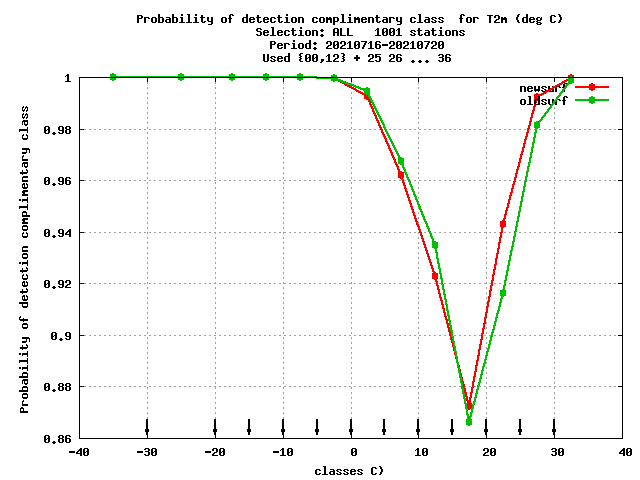 Probability of detection complimentary class  for T2m (deg C)
Selection: ALL   1001 stations
Period: 20210716-20210720
Used {00,12} + 25 26 ... 36
newsurf
oldsurf
Probability of detection complimentary class
1
0,98
0,96
0,94
0,92
0,9
0,88
0,86
-40 -30 -20 -10 0 10 20 30 40
classes C)